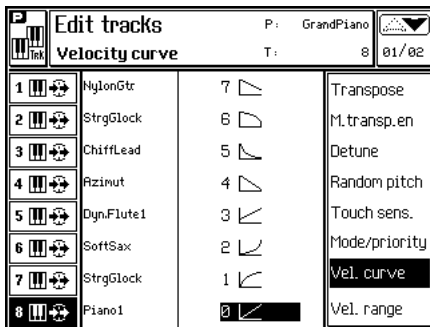 P
Trk
Edit tracks P: GrandPiano
Velocity curve T: 8 01/02
1 NylonGtr 7 Transpose
2 StrgGlock 6 M.transp.en
3 ChiffLead 5 Detune
4 Azimut 4 Random pitch
5 Dyn.Flute1 3 Touch sens.
6 SoftSax 2 Mode/priority
7 StrgGlock 1 Vel. curve
8 Piano1 0 Vel. range